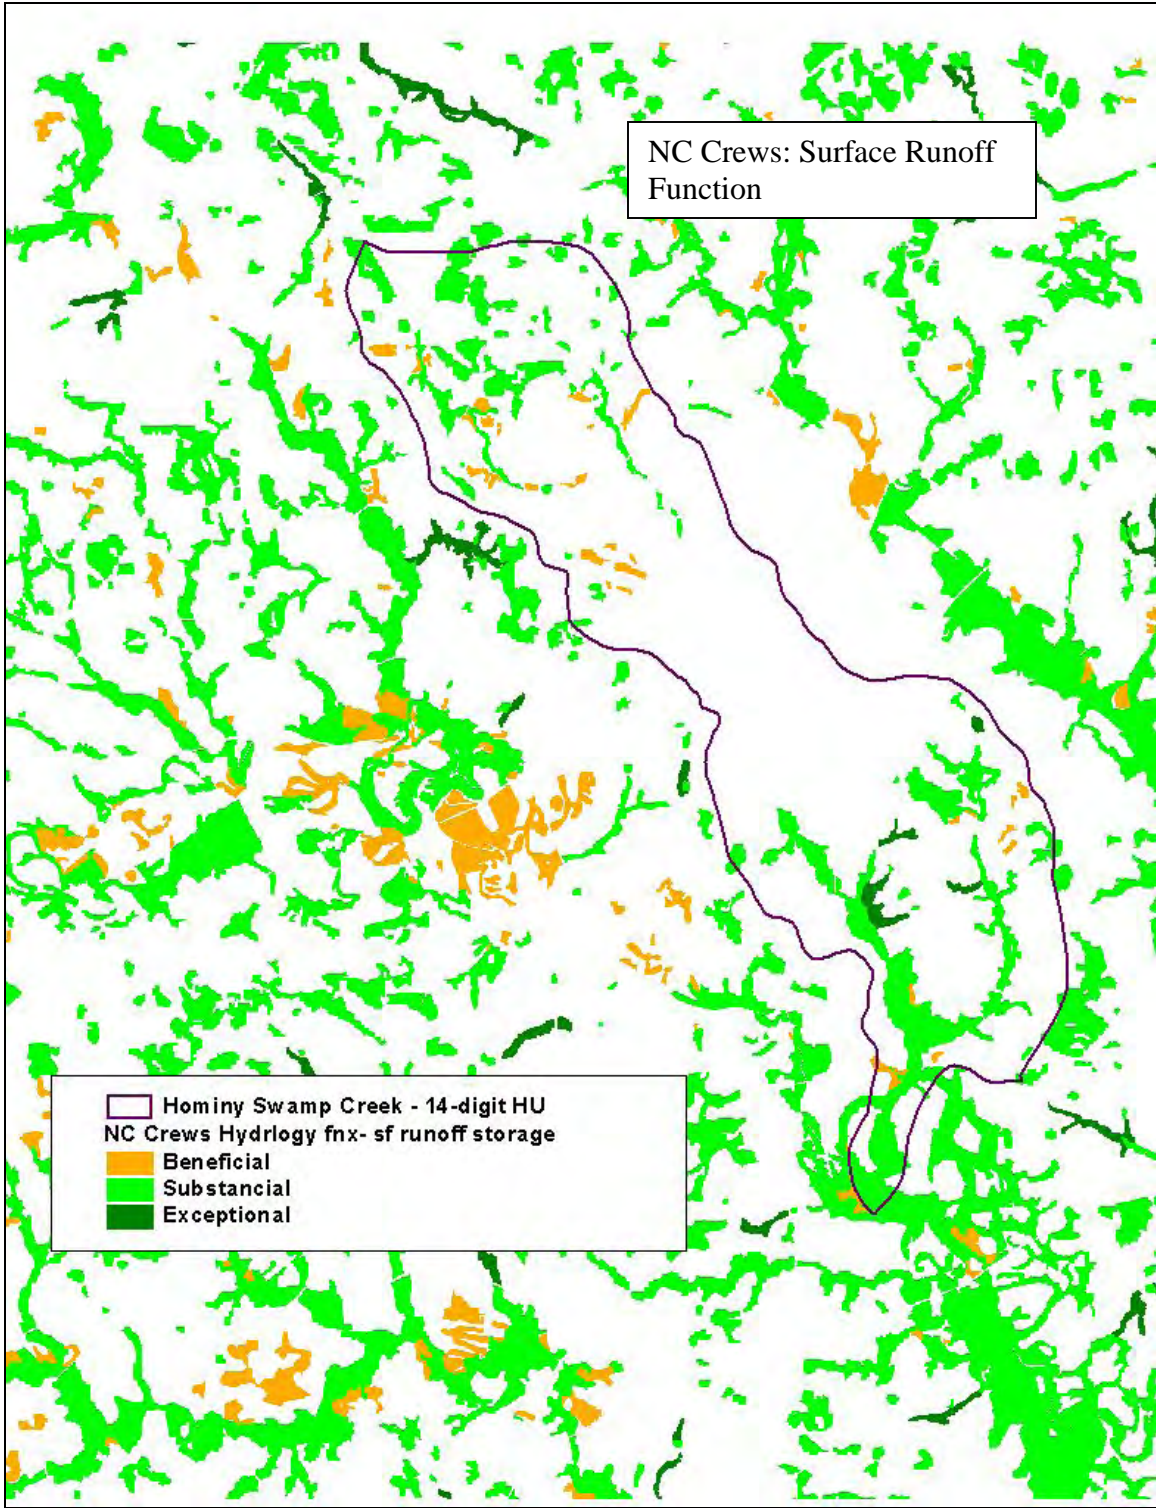 NC Crews: Surface Runoff
Function
Hominy Swamp Creek - 14-digit HU
NC Crews Hydrlogy fnx- sf runoff storage
Beneficial
Substancial
Exceptional